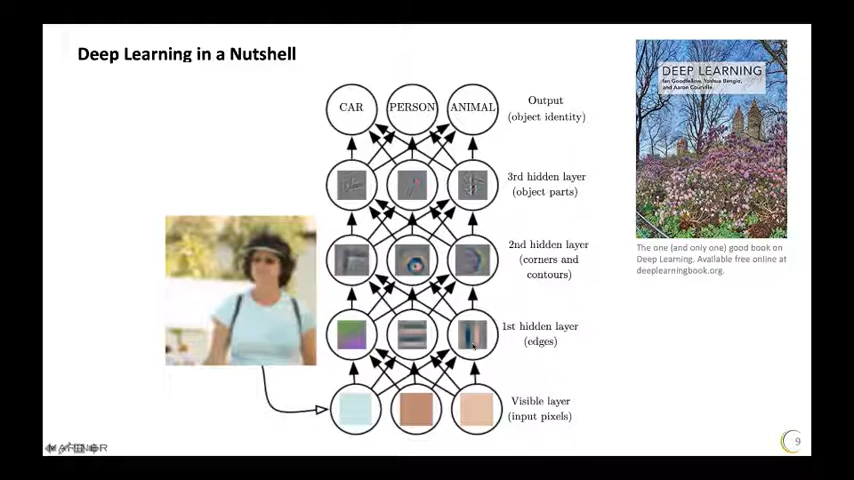 Deep Learning in a Nutshell
CAR
PERSON
ANIMAL
Output
(object identity)
3rd hidden layer
(object parts)
2nd hidden layer
(corners and
contours)
1st hidden layer
(edges)
Visible layer
(input pixels)
DEEP LEARNING
Ian Goodfellow, Yoshua Bengio,
and Aaron Courville
The one (and only one) good book on
Deep Learning. Available free online at
deeplearningbook.org.
9